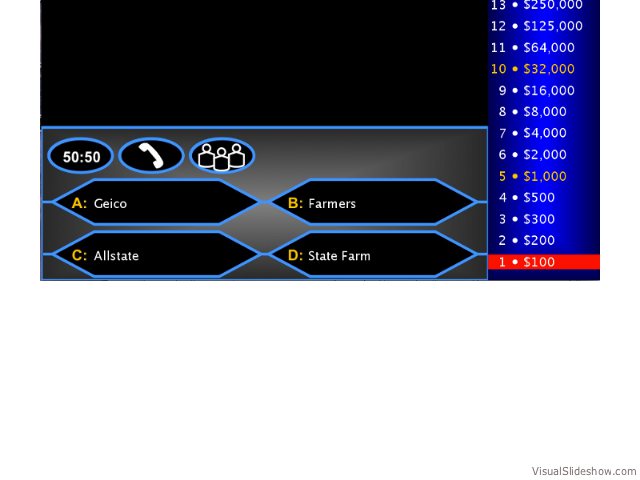 13 • $250,000
12 • $125,000
11 • $64,000
10 • $32,000
9 • $16,000
8 • $8,000
7 • $4,000
6 • $2,000
5 • $1,000
4 • $500
3 • $300
2 • $200
1 • $100
50:50
A: Geico
B: Farmers
C: Allstate
D: State Farm
VisualSlideshow.com